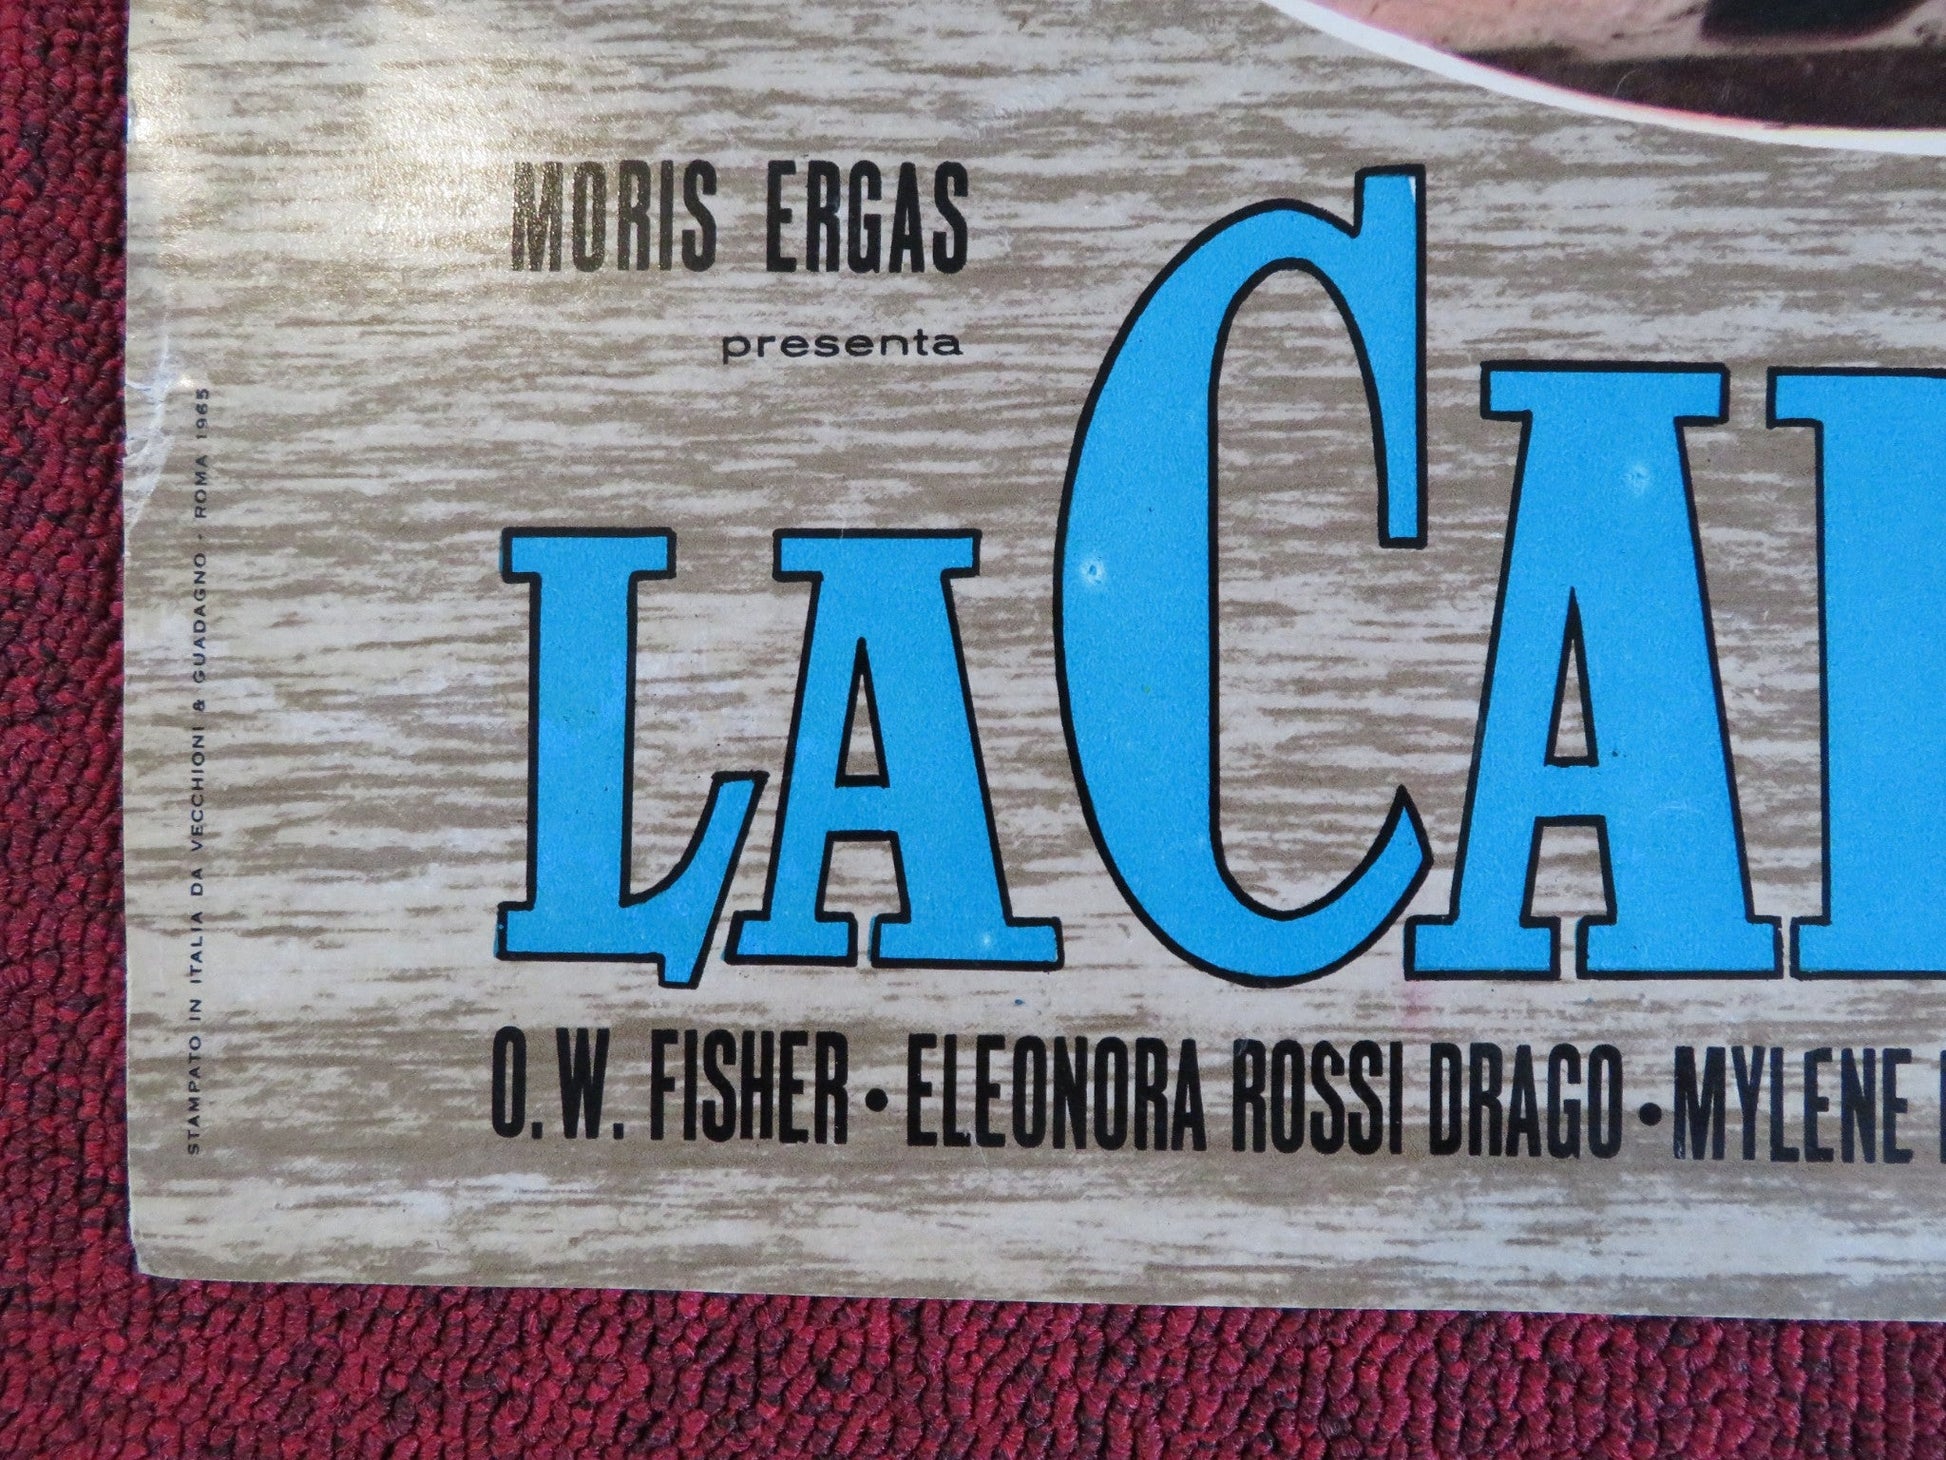 MORIS ERGAS
presenta
LA CA
O.W. FISHER • ELEONORA ROSSI DRAGO • MYLENE
STAMPATO IN ITALIA DA VECCHIONI & GUADAGNO - ROMA 1965